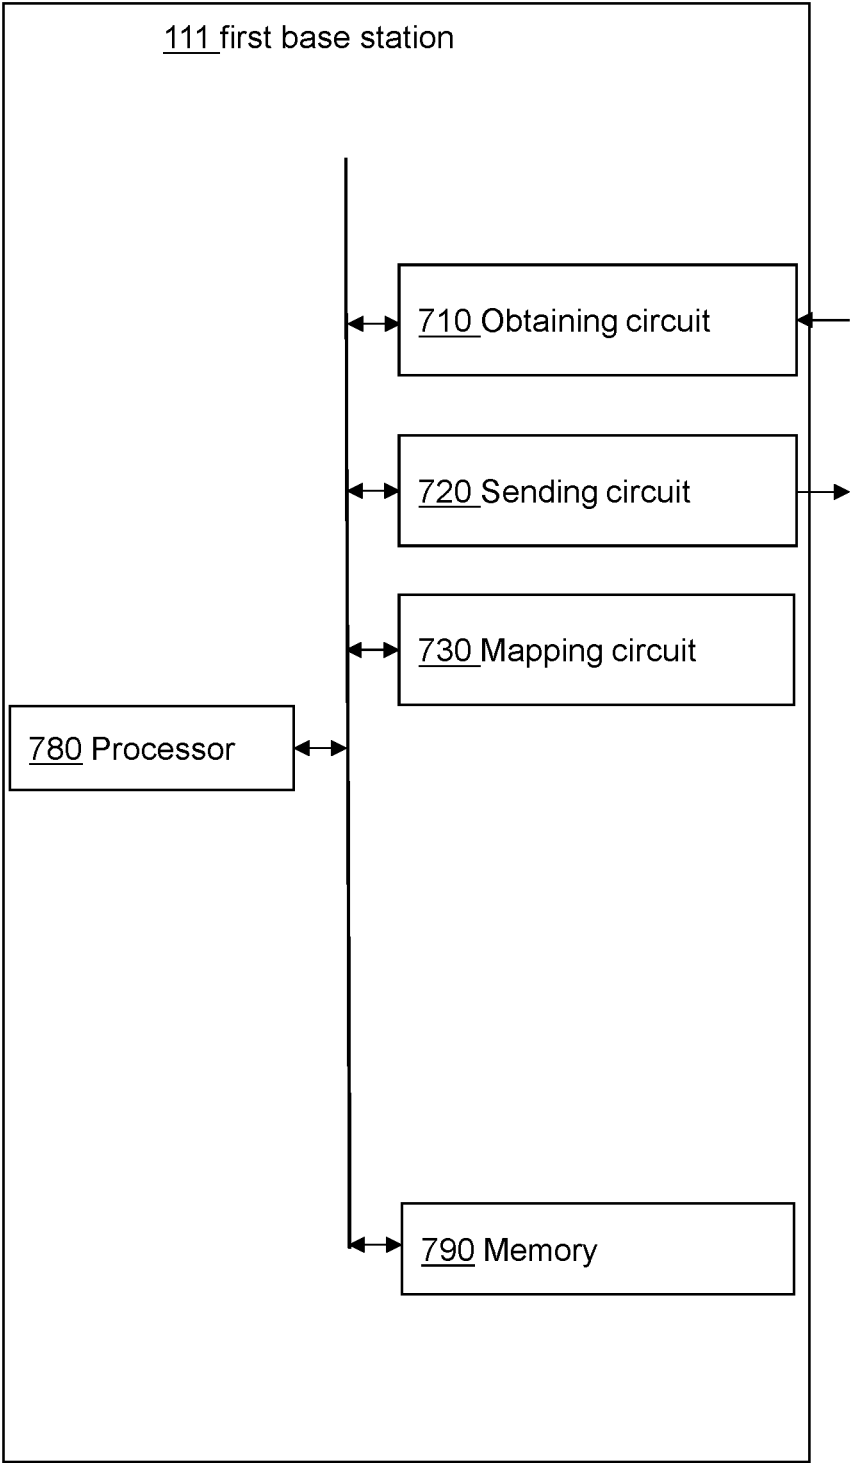 111 first base station
710 Obtaining circuit
720 Sending circuit
730 Mapping circuit
780 Processor
790 Memory